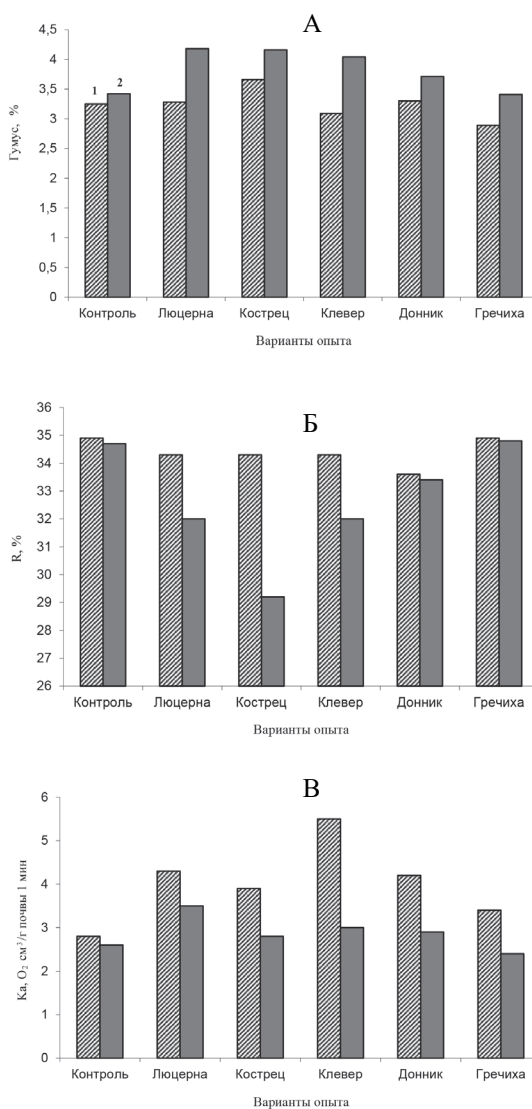 А
4,5
4
3,5
3
2,5
2
1,5
1
0,5
0
Гумус, %
1 2
Контроль Люцерна Кострец Клевер Донник Гречиха
Варианты опыта
Б
36
35
34
33
32
31
30
29
28
27
26
R, %
Контроль Люцерна Кострец Клевер Донник Гречиха
Варианты опыта
В
6
5
4
3
2
1
0
Ка, O₂ см³/г почвы 1 мин
Контроль Люцерна Кострец Клевер Донник Гречиха
Варианты опыта